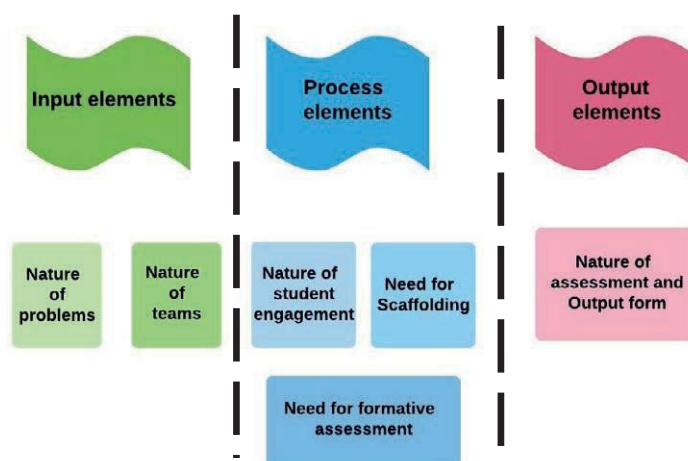 Input elements
Process
elements
Output
elements
Nature
of
problems
Nature
of
teams
Nature of
student
engagement
Need for
Scaffolding
Nature of
assessment and
Output form
Need for formative
assessment